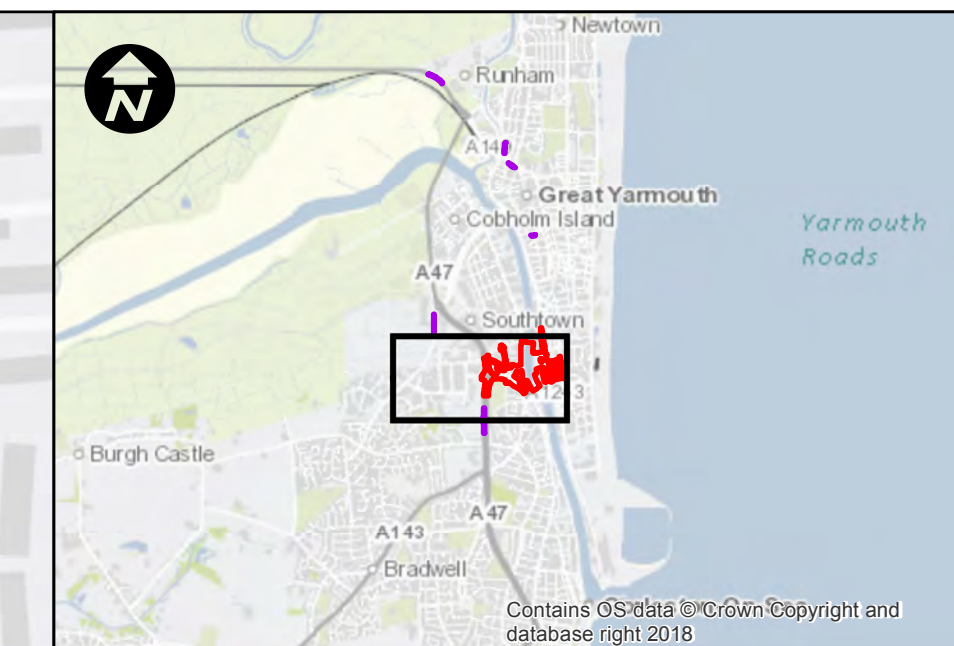 Newtown
N
Runham
A14
Great Yarmouth
Cobholm Island
Yarmouth
Roads
A47
Southtown
Burgh Castle
A47
A143
Bradwell
Contains OS data © Crown Copyright and
database right 2018